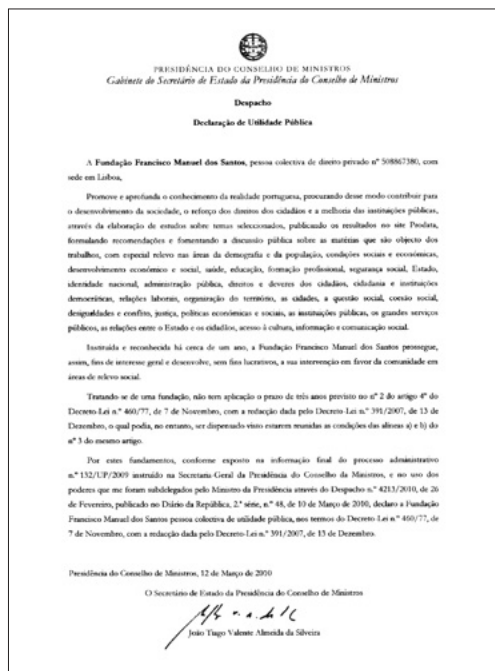 PRESIDÊNCIA DO CONSELHO DE MINISTROS
Gabinete do Secretário de Estado da Presidência do Conselho de Ministros
Despacho
Declaração de Utilidade Pública
A Fundação Francisco Manuel dos Santos, pessoa colectiva de direito privado nº 508867380, com
sede em Lisboa,
Promove e aprofunda o conhecimento da realidade portuguesa, procurando desse modo contribuir para
o desenvolvimento da sociedade, o reforço dos direitos dos cidadãos e a melhoria das instituições públicas,
através da elaboração de estudos sobre temas seleccionados, publicando os resultados no site Prodata,
formulando recomendações e fomentando a discussão pública sobre as matérias que são objecto dos
trabalhos, com especial relevo nas áreas da demografia e da população, condições sociais e económicas,
desenvolvimento económico e social, saúde, educação, formação profissional, segurança social, Estado,
identidade nacional, administração pública, direitos e deveres dos cidadãos, cidadania e instituições
democráticas, relações laborais, organização do território, as cidades, a questão social, coesão social,
desigualdades e conflito, justiça, políticas económicas e sociais, as instituições públicas, os grandes serviços
públicos, as relações entre o Estado e os cidadãos, acesso à cultura, informação e comunicação social.
Instituída e reconhecida há cerca de um ano, a Fundação Francisco Manuel dos Santos prossegue,
assim, fins de interesse geral e desenvolve, sem fins lucrativos, a sua intervenção em favor da comunidade em
áreas de relevo social.
Tratando-se de uma fundação, não tem aplicação o prazo de três anos previsto no nº 2 do artigo 4º do
Decreto-Lei n.º 460/77, de 7 de Novembro, com a redacção dada pelo Decreto-Lei n.º 391/2007, de 13 de
Dezembro, o qual podia, no entanto, ser dispensado visto estarem reunidas as condições das alíneas a) e b) do
nº 3 do mesmo artigo.
Por estes fundamentos, conforme exposto na informação final do processo administrativo
n.º 132/UP/2009 instruído na Secretaria-Geral da Presidência do Conselho da Ministros, e no uso dos
poderes que me foram subdelegados pelo Ministro da Presidência através do Despacho n.º 4213/2010, de 26
de Fevereiro, publicado no Diário da República, 2.ª série, n.º 48, de 10 de Março de 2010, declaro a Fundação
Francisco Manuel dos Santos pessoa colectiva de utilidade pública, nos termos do Decreto-Lei nº 460/77, de
7 de Novembro, com a redacção dada pelo Decreto-Lei n.º 391/2007, de 13 de Dezembro.
Presidência do Conselho de Ministros, 12 de Março de 2010
O Secretário de Estado da Presidência do Conselho de Ministros
João Tiago Valente Almeida da Silveira